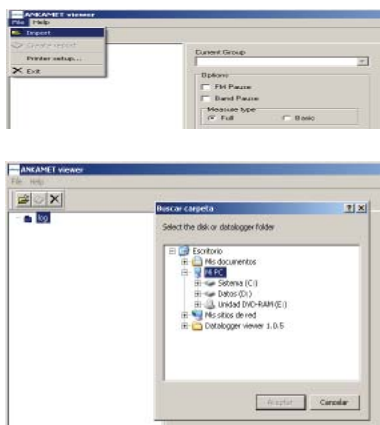 ANKAMET viewer
File Help
Import
Create report
Printer setup...
Exit
Current Group
Options
FM Pause
Band Pause
Measure type
Full Basic
ANKAMET viewer
File Help
log
Buscar carpeta
Select the disk or datalogger folder
Escritorio
Mis documentos
Mi PC
Sistema (C:)
Datos (D:)
Unidad DVD-RAM (E:)
Mis sitios de red
Datalogger viewer 1.0.5
Aceptar Cancelar